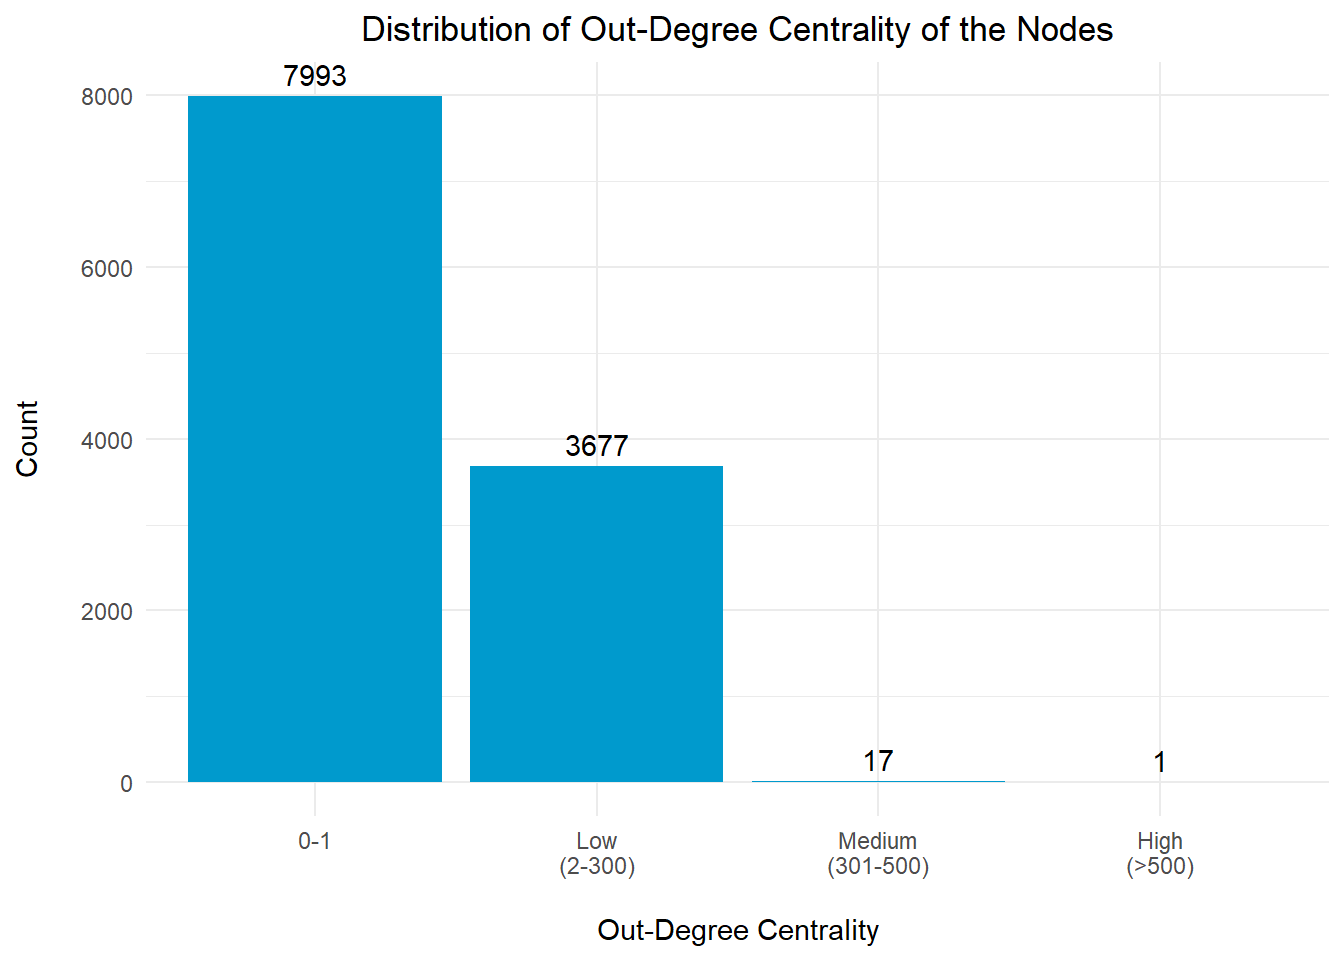 Distribution of Out-Degree Centrality of the Nodes
7993
8000
6000
3677
4000
Count
2000
17
1
0
0-1
Low
(2-300)
Medium
(301-500)
High
(>500)
Out-Degree Centrality